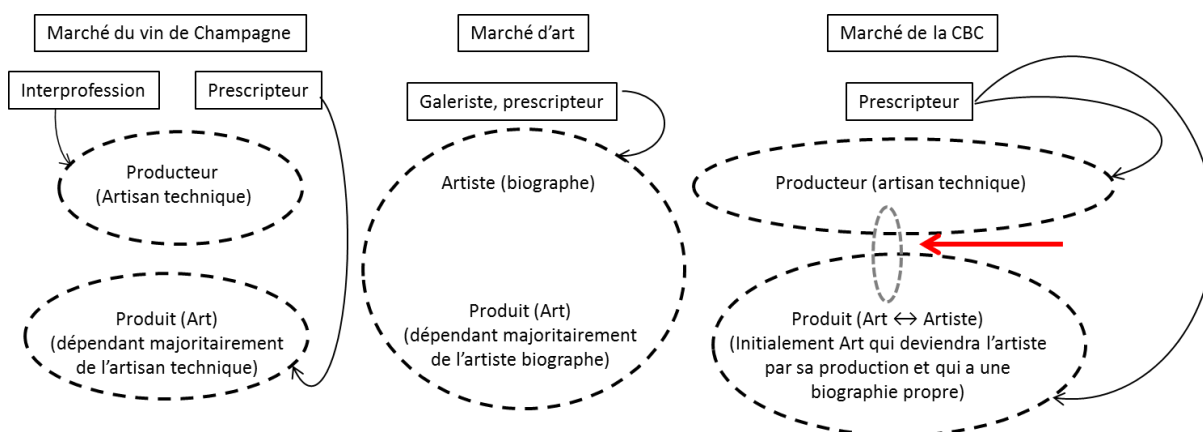 Marché du vin de Champagne
Interprofession
Prescripteur
Producteur
(Artisan technique)
Produit (Art)
(dépendant majoritairement
de l'artisan technique)
Marché d'art
Galeriste, prescripteur
Artiste (biographe)
Produit (Art)
(dépendant majoritairement
de l'artiste biographe)
Marché de la CBC
Prescripteur
Producteur (artisan technique)
Produit (Art ↔ Artiste)
(Initialement Art qui deviendra l'artiste
par sa production et qui a une
biographie propre)